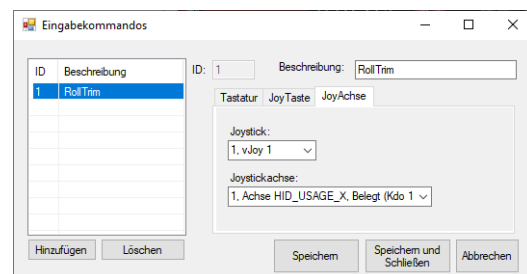 Eingabekommandos
ID Beschreibung
1 RollTrim
ID: 1 Beschreibung: RollTrim
Tastatur JoyTaste JoyAchse
Joystick:
1, vJoy 1
Joystickachse:
1, Achse HID_USAGE_X, Belegt (Kdo 1
Hinzufügen Löschen
Speichern
Speichern und
Schließen
Abbrechen